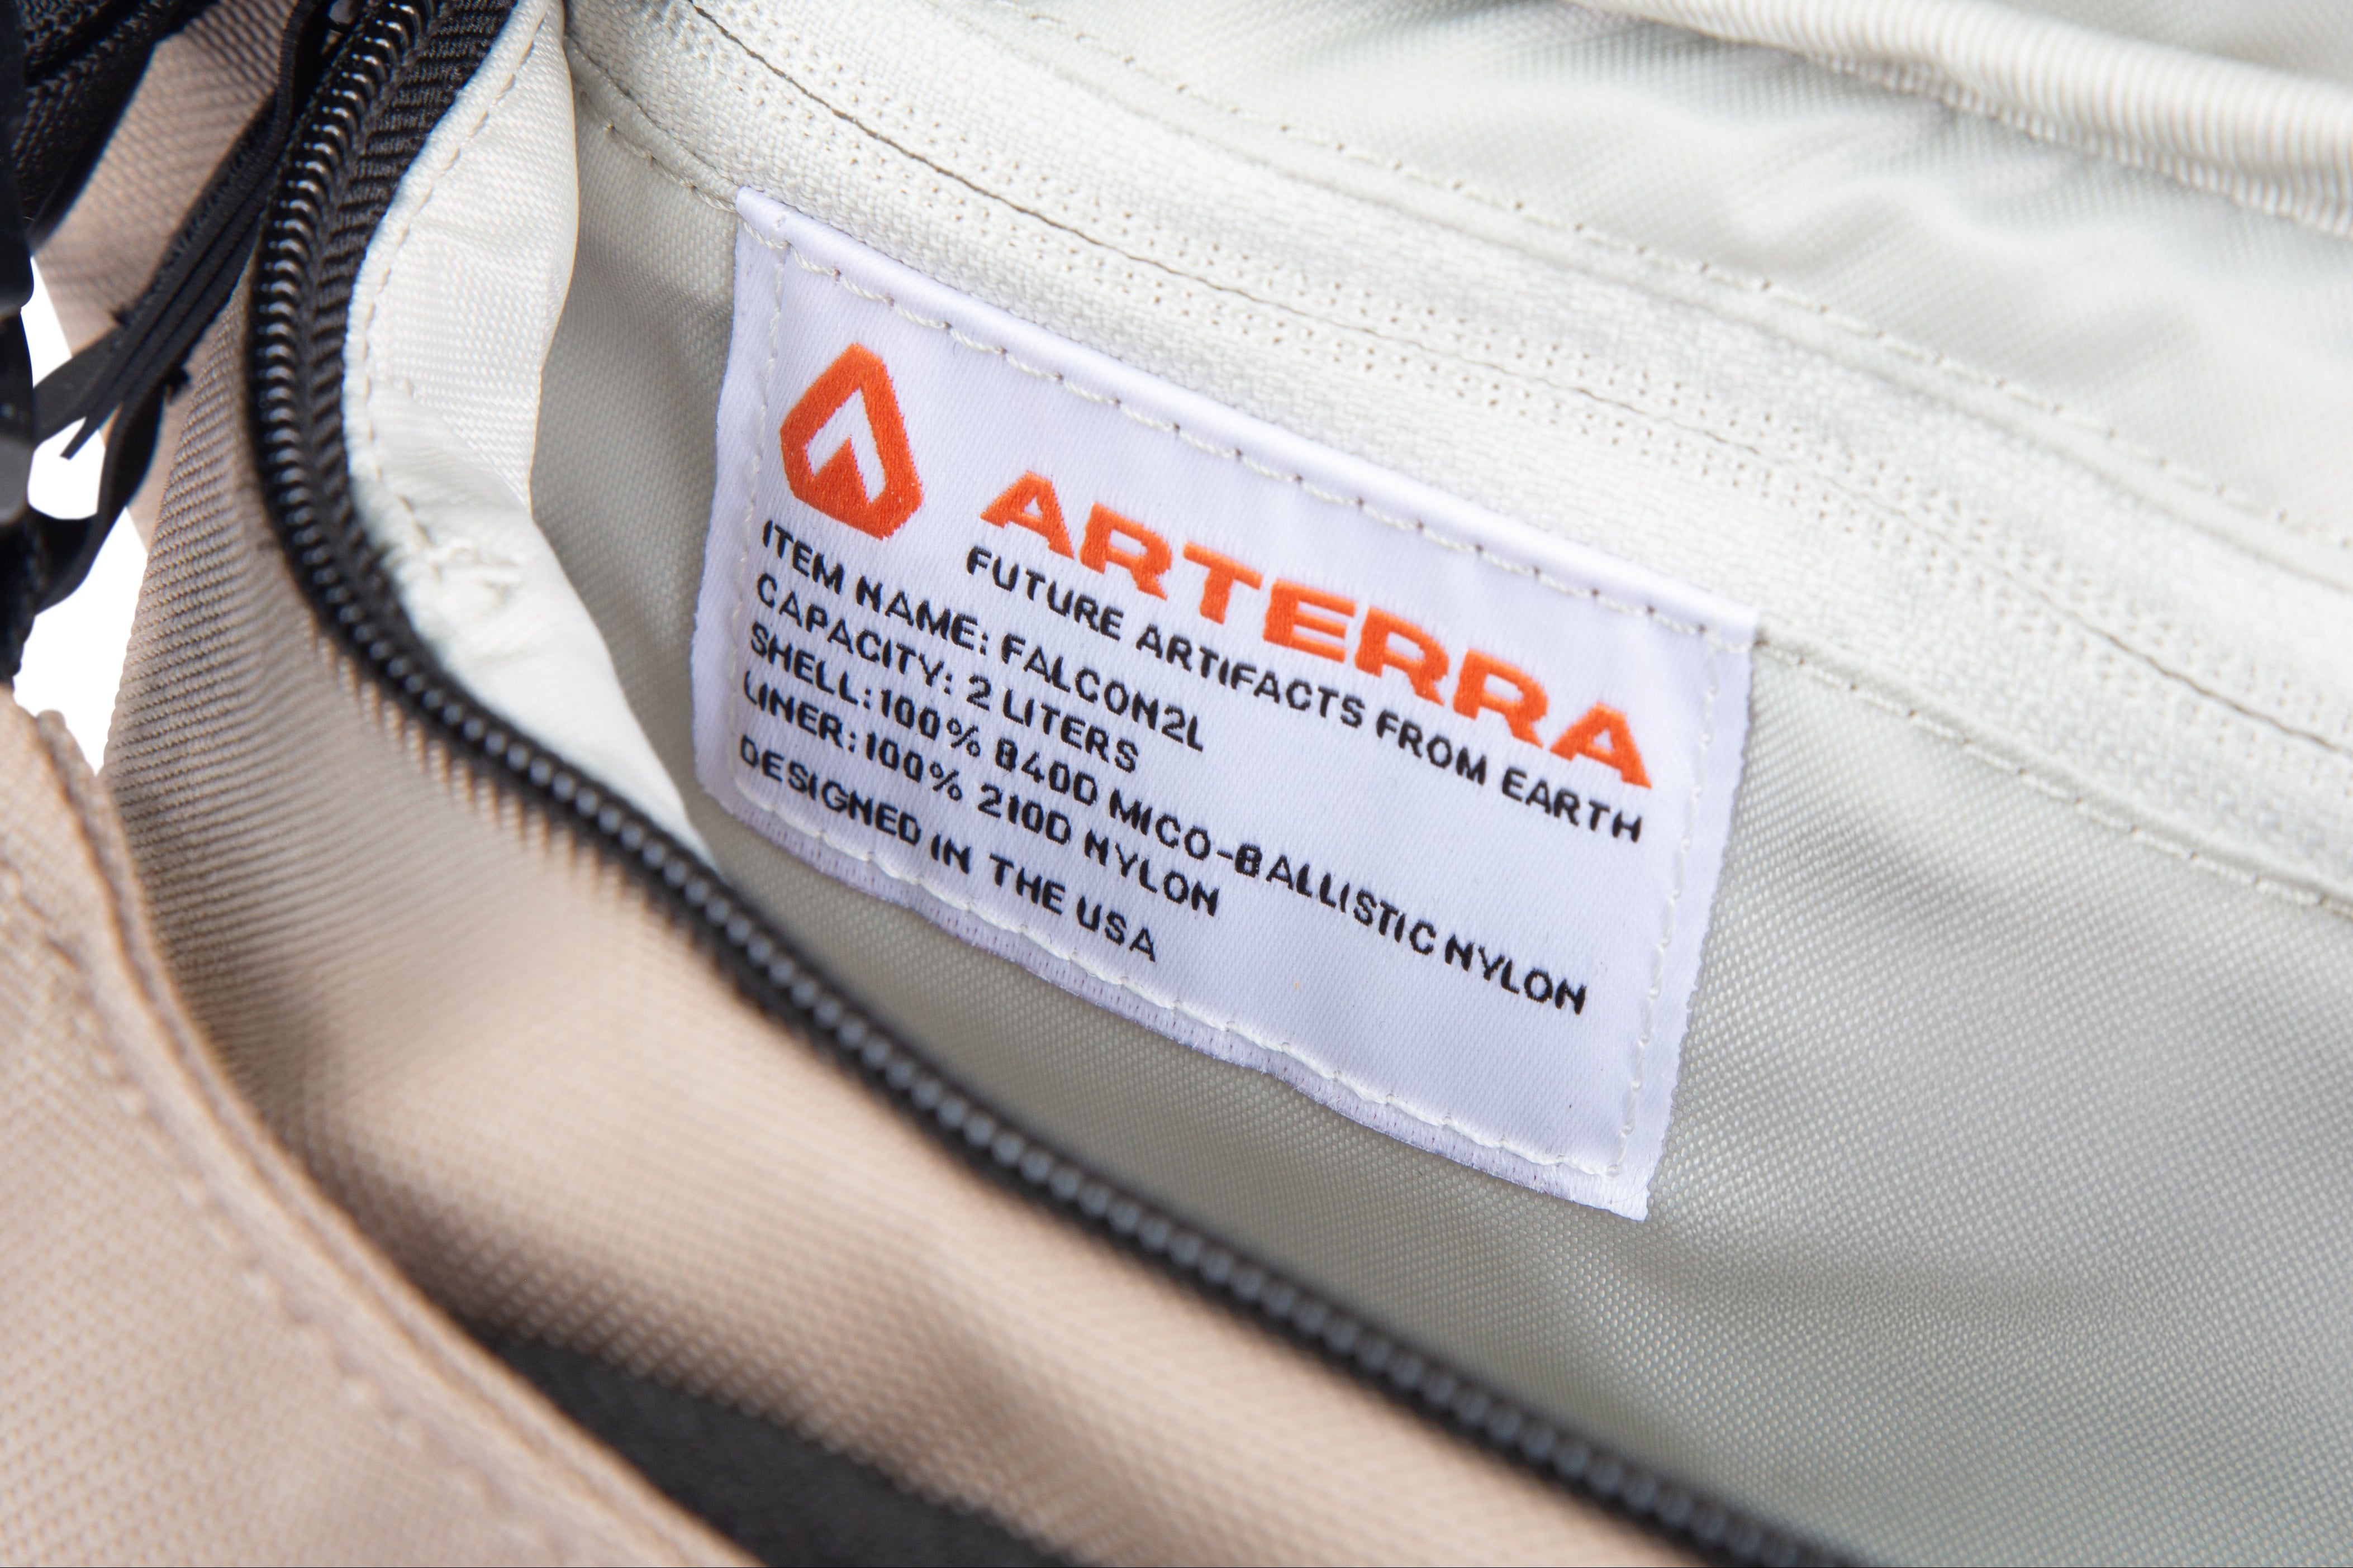 ARTERRA
FUTURE ARTIFACTS FROM EARTH
ITEM NAME: FALCON2L
CAPACITY: 2 LITERS
SHELL: 100% 840D MICO-BALLISTIC NYLON
LINER: 100% 210D NYLON
DESIGNED IN THE USA